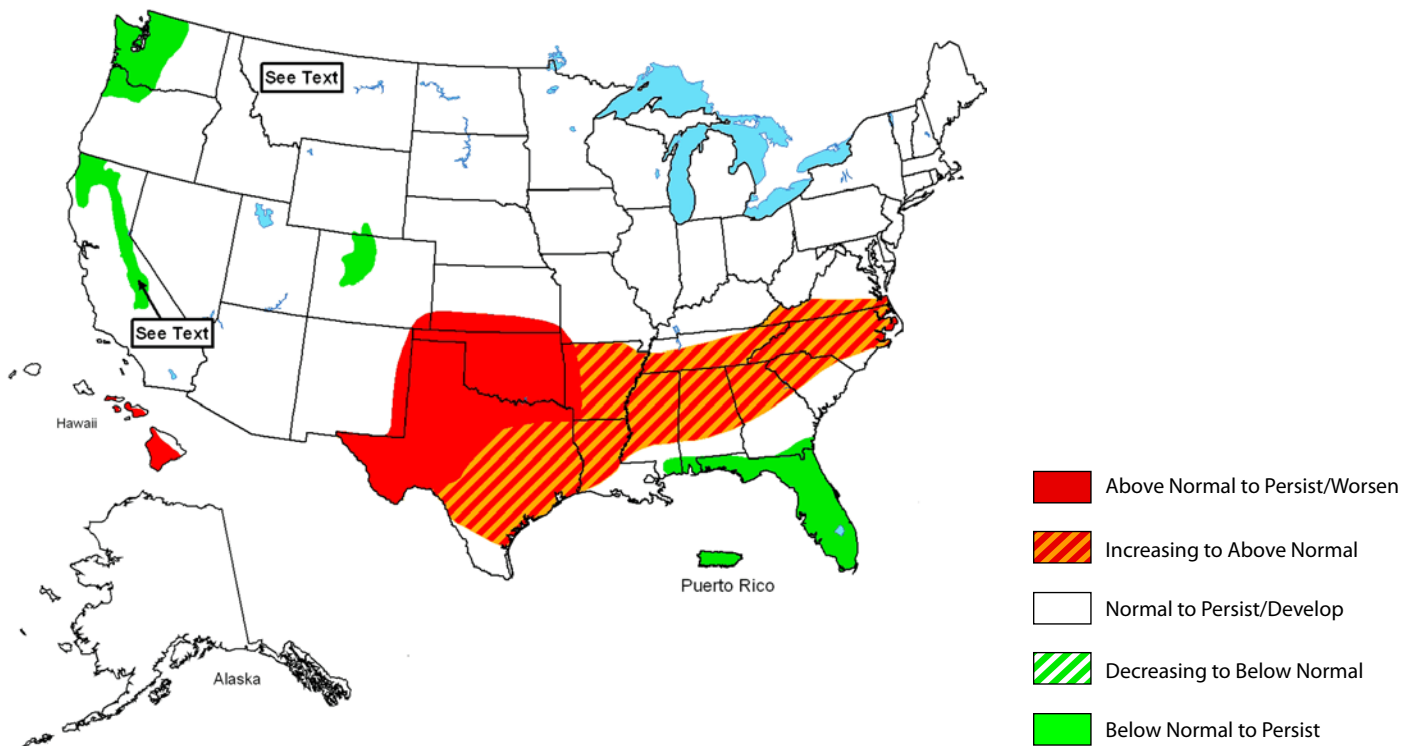 See Text
See Text
Hawaii
Alaska
Puerto Rico
Above Normal to Persist/Worsen
Increasing to Above Normal
Normal to Persist/Develop
Decreasing to Below Normal
Below Normal to Persist